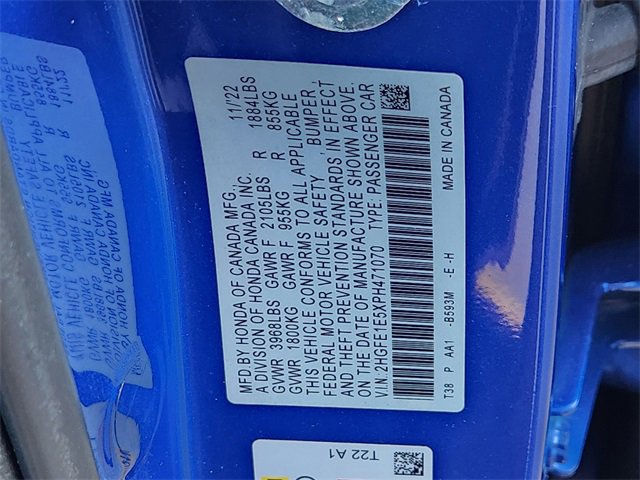 MFD.BY HONDA OF CANADA MFG., 11/22
A DIVISION OF HONDA CANADA INC.
GVWR 3968LBS GAWR F 2105LBS R 1884LBS
GVWR 1800KG GAWR F 955KG R 855KG
THIS VEHICLE CONFORMS TO ALL APPLICABLE
FEDERAL MOTOR VEHICLE SAFETY BUMPER
AND THEFT PREVENTION STANDARDS, IN EFFECT
ON THE DATE OF MANUFACTURE SHOWN ABOVE.
V.I.N. 2HGFE1E5XPH471070 TYPE: PASSENGER CAR
T38 P AA1 -B593M -E-H MADE IN CANADA
T22 A1